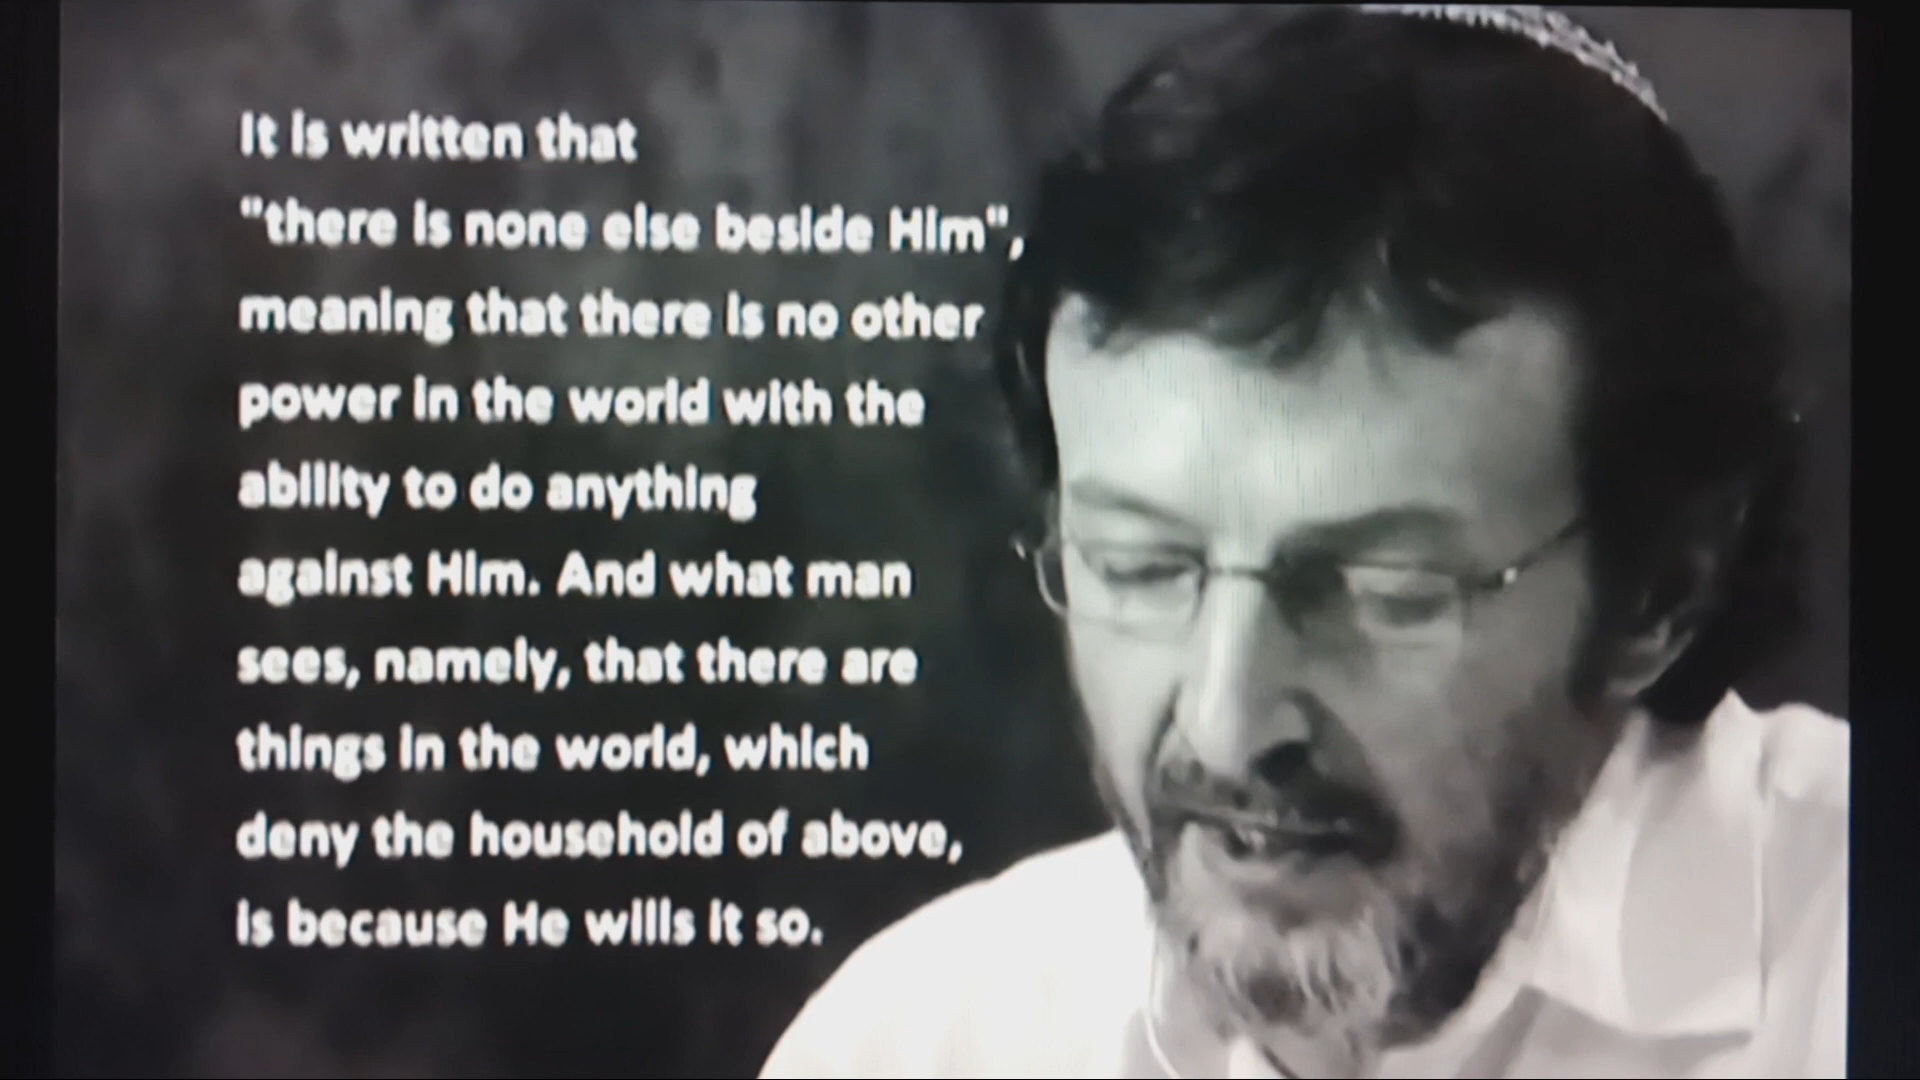 It is written that
"there is none else beside Him",
meaning that there is no other
power in the world with the
ability to do anything
against Him. And what man
sees, namely, that there are
things in the world, which
deny the household of above,
is because He wills it so.